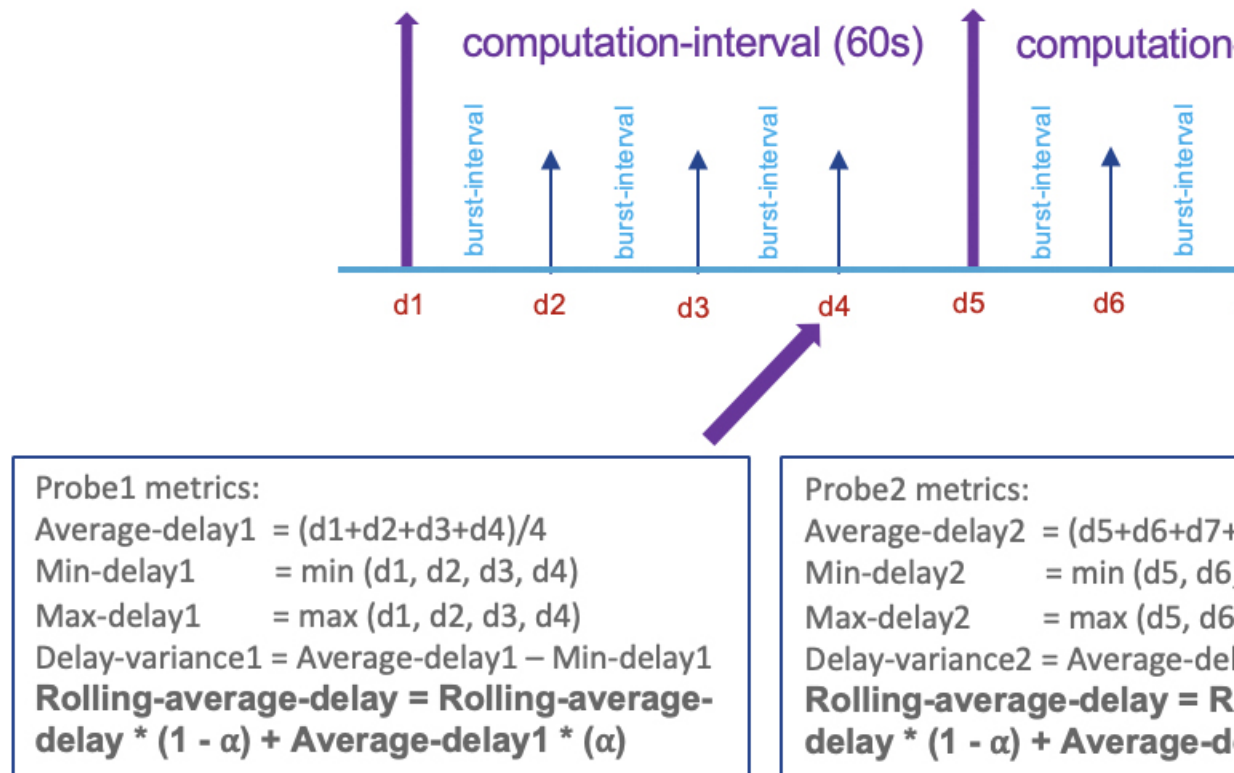 computation-interval (60s)
computation-
burst-interval
burst-interval
burst-interval
burst-interval
burst-interval
d1
d2
d3
d4
d5
d6
Probe1 metrics:
Average-delay1 = (d1+d2+d3+d4)/4
Min-delay1 = min (d1, d2, d3, d4)
Max-delay1 = max (d1, d2, d3, d4)
Delay-variance1 = Average-delay1 – Min-delay1
Rolling-average-delay = Rolling-average-
delay * (1 - α) + Average-delay1 * (α)
Probe2 metrics:
Average-delay2 = (d5+d6+d7+
Min-delay2 = min (d5, d6,
Max-delay2 = max (d5, d6
Delay-variance2 = Average-del
Rolling-average-delay = R
delay * (1 - α) + Average-d